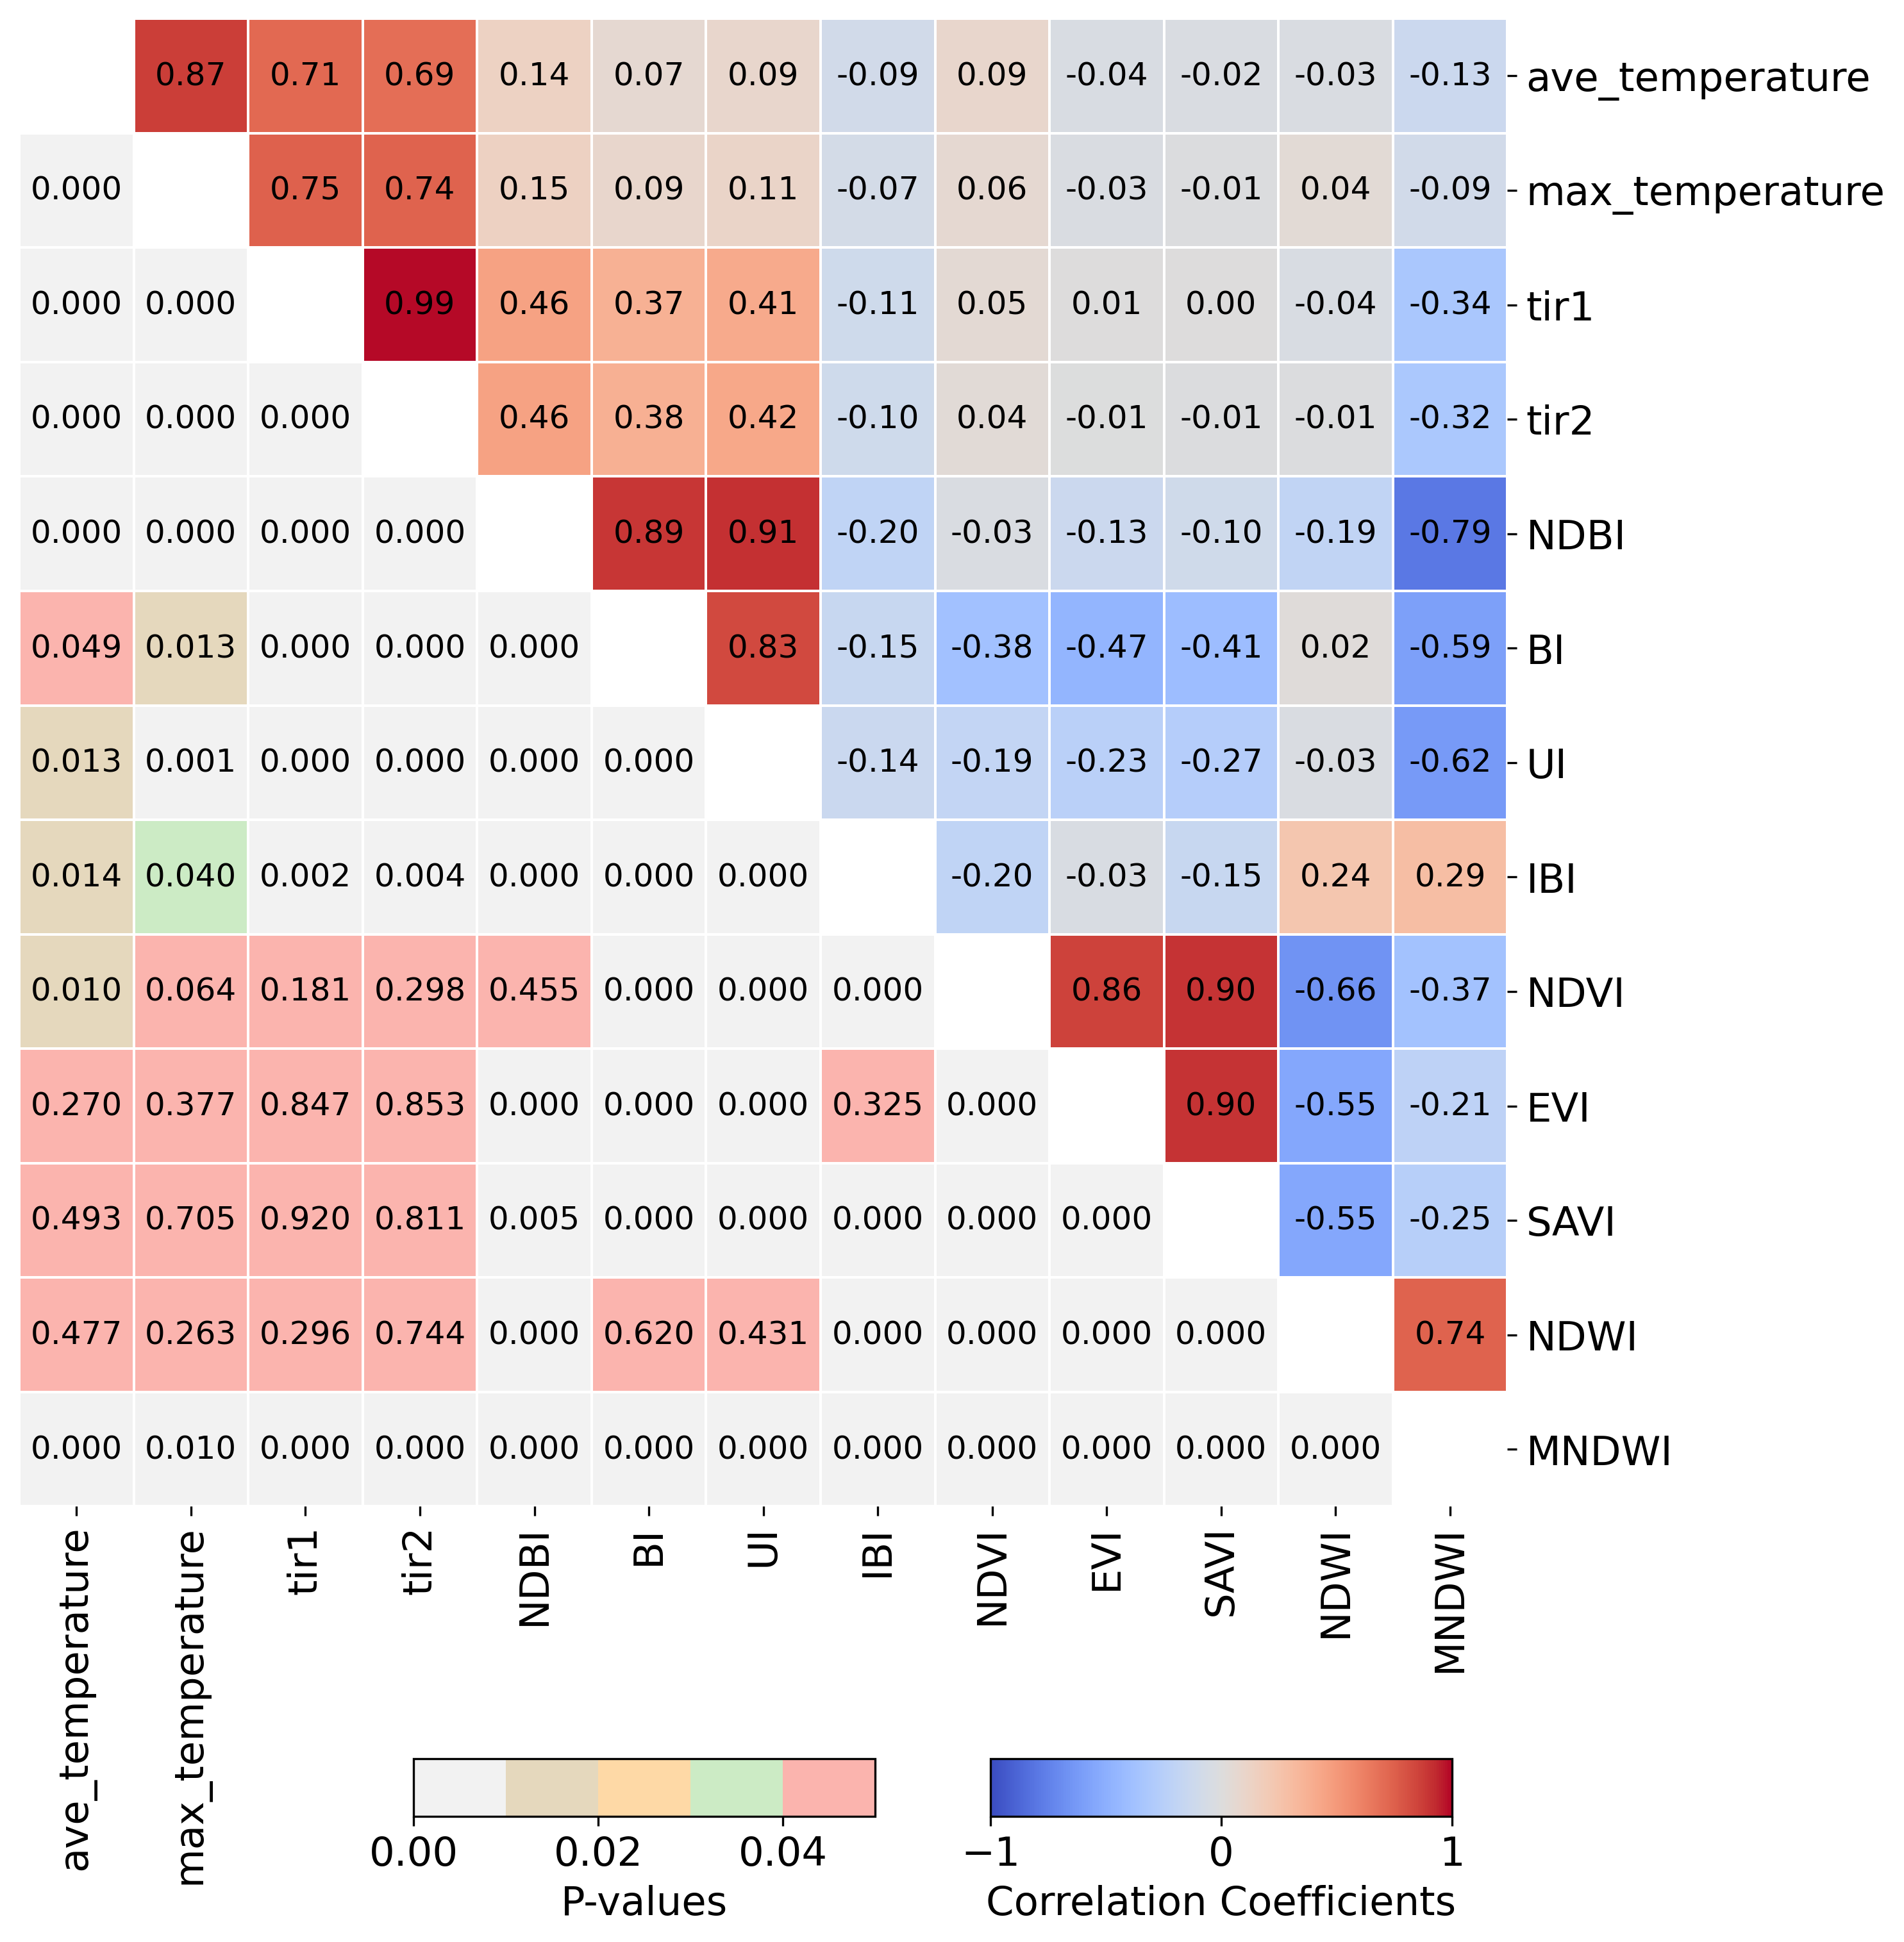 0.87 0.71 0.69 0.14 0.07 0.09 -0.09 0.09 -0.04 -0.02 -0.03 -0.13 ave_temperature
0.000 0.75 0.74 0.15 0.09 0.11 -0.07 0.06 -0.03 -0.01 0.04 -0.09 max_temperature
0.000 0.000 0.99 0.46 0.37 0.41 -0.11 0.05 0.01 0.00 -0.04 -0.34 tir1
0.000 0.000 0.000 0.46 0.38 0.42 -0.10 0.04 -0.01 -0.01 -0.01 -0.32 tir2
0.000 0.000 0.000 0.000 0.89 0.91 -0.20 -0.03 -0.13 -0.10 -0.19 -0.79 NDBI
0.049 0.013 0.000 0.000 0.000 0.83 -0.15 -0.38 -0.47 -0.41 0.02 -0.59 BI
0.013 0.001 0.000 0.000 0.000 0.000 -0.14 -0.19 -0.23 -0.27 -0.03 -0.62 UI
0.014 0.040 0.002 0.004 0.000 0.000 0.000 -0.20 -0.03 -0.15 0.24 0.29 IBI
0.010 0.064 0.181 0.298 0.455 0.000 0.000 0.000 0.86 0.90 -0.66 -0.37 NDVI
0.270 0.377 0.847 0.853 0.000 0.000 0.000 0.325 0.000 0.90 -0.55 -0.21 EVI
0.493 0.705 0.920 0.811 0.005 0.000 0.000 0.000 0.000 0.000 -0.55 -0.25 SAVI
0.477 0.263 0.296 0.744 0.000 0.620 0.431 0.000 0.000 0.000 0.000 0.74 NDWI
0.000 0.010 0.000 0.000 0.000 0.000 0.000 0.000 0.000 0.000 0.000 0.000 MNDWI
ave_temperature max_temperature tir1 tir2 NDBI BI UI IBI NDVI EVI SAVI NDWI MNDWI
0.00 0.02 0.04
P-values
−1 0 1
Correlation Coefficients